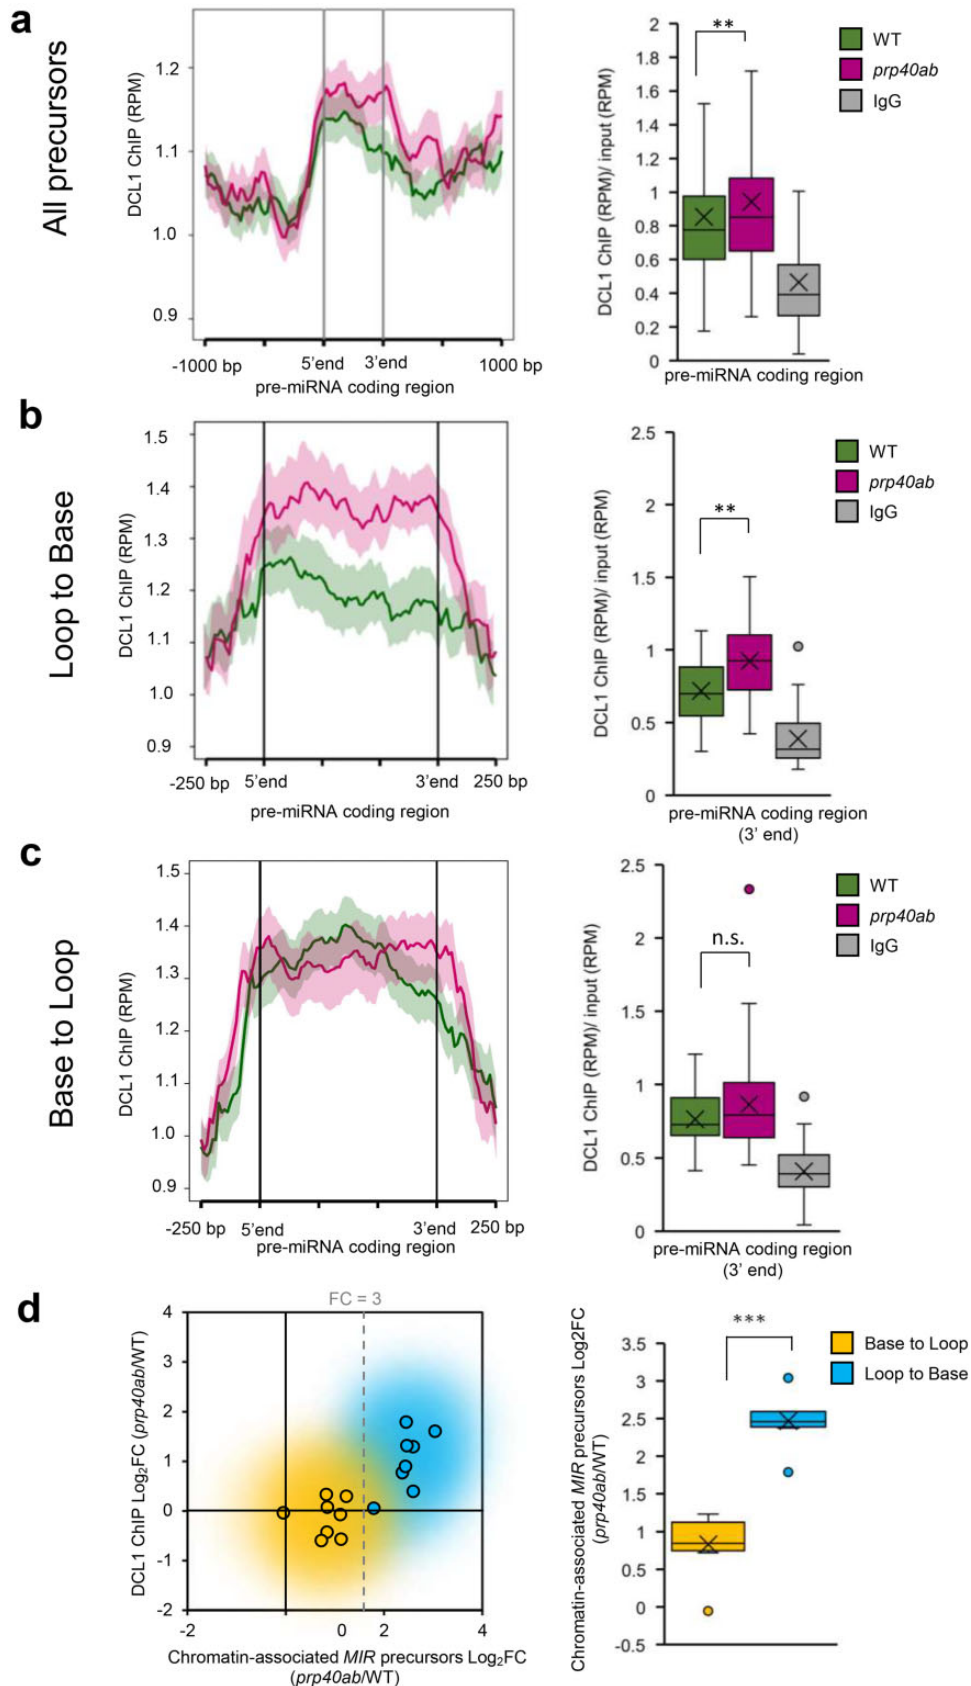 a
All precursors
DCL1 ChIP (RPM)
1.2
1.1
1.0
0.9
-1000 bp
5'end
3'end
1000 bp
pre-miRNA coding region
DCL1 ChIP (RPM)/ input (RPM)
2
1.8
1.6
1.4
1.2
1
0.8
0.6
0.4
0.2
0
**
pre-miRNA coding region
WT
prp40ab
IgG
b
Loop to Base
DCL1 ChIP (RPM)
1.5
1.4
1.3
1.2
1.1
1.0
0.9
-250 bp
5'end
3'end
250 bp
pre-miRNA coding region
DCL1 ChIP (RPM)/ input (RPM)
2.5
2
1.5
1
0.5
0
**
pre-miRNA coding region
(3' end)
WT
prp40ab
IgG
c
Base to Loop
DCL1 ChIP (RPM)
1.5
1.4
1.3
1.2
1.1
1.0
0.9
-250 bp
5'end
3'end
250 bp
pre-miRNA coding region
DCL1 ChIP (RPM)/ input (RPM)
2.5
2
1.5
1
0.5
0
n.s.
pre-miRNA coding region
(3' end)
WT
prp40ab
IgG
d
FC = 3
DCL1 ChIP Log2FC (prp40ab/WT)
4
3
2
1
0
-1
-2
-2
0
2
4
Chromatin-associated MIR precursors Log2FC
(prp40ab/WT)
Chromatin-associated MIR precursors Log2FC
(prp40ab/WT)
3.5
3
2.5
2
1.5
1
0.5
0
-0.5
***
Base to Loop
Loop to Base